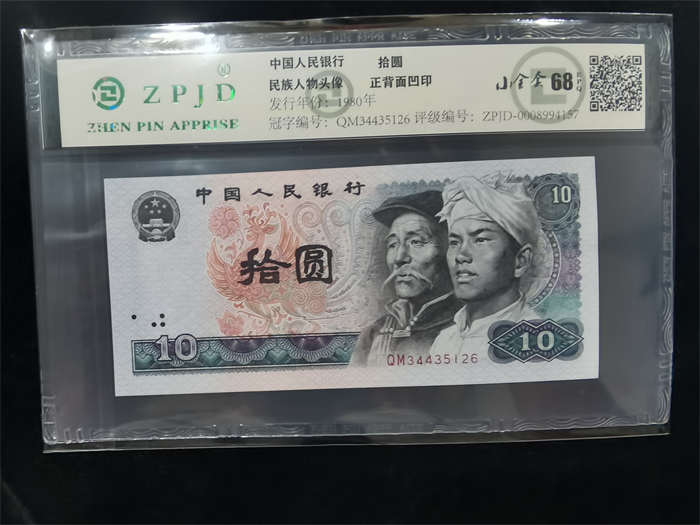 ZPJD
®
ZHEN PIN APPRISE
中国人民银行 拾圆
民族人物头像 正背面凹印
发行年份：1980年
冠字编号：QM34435126 评级编号：ZPJD-0008994157
68 EPQ
中国人民银行
10
拾圆
10
QM34435126
10